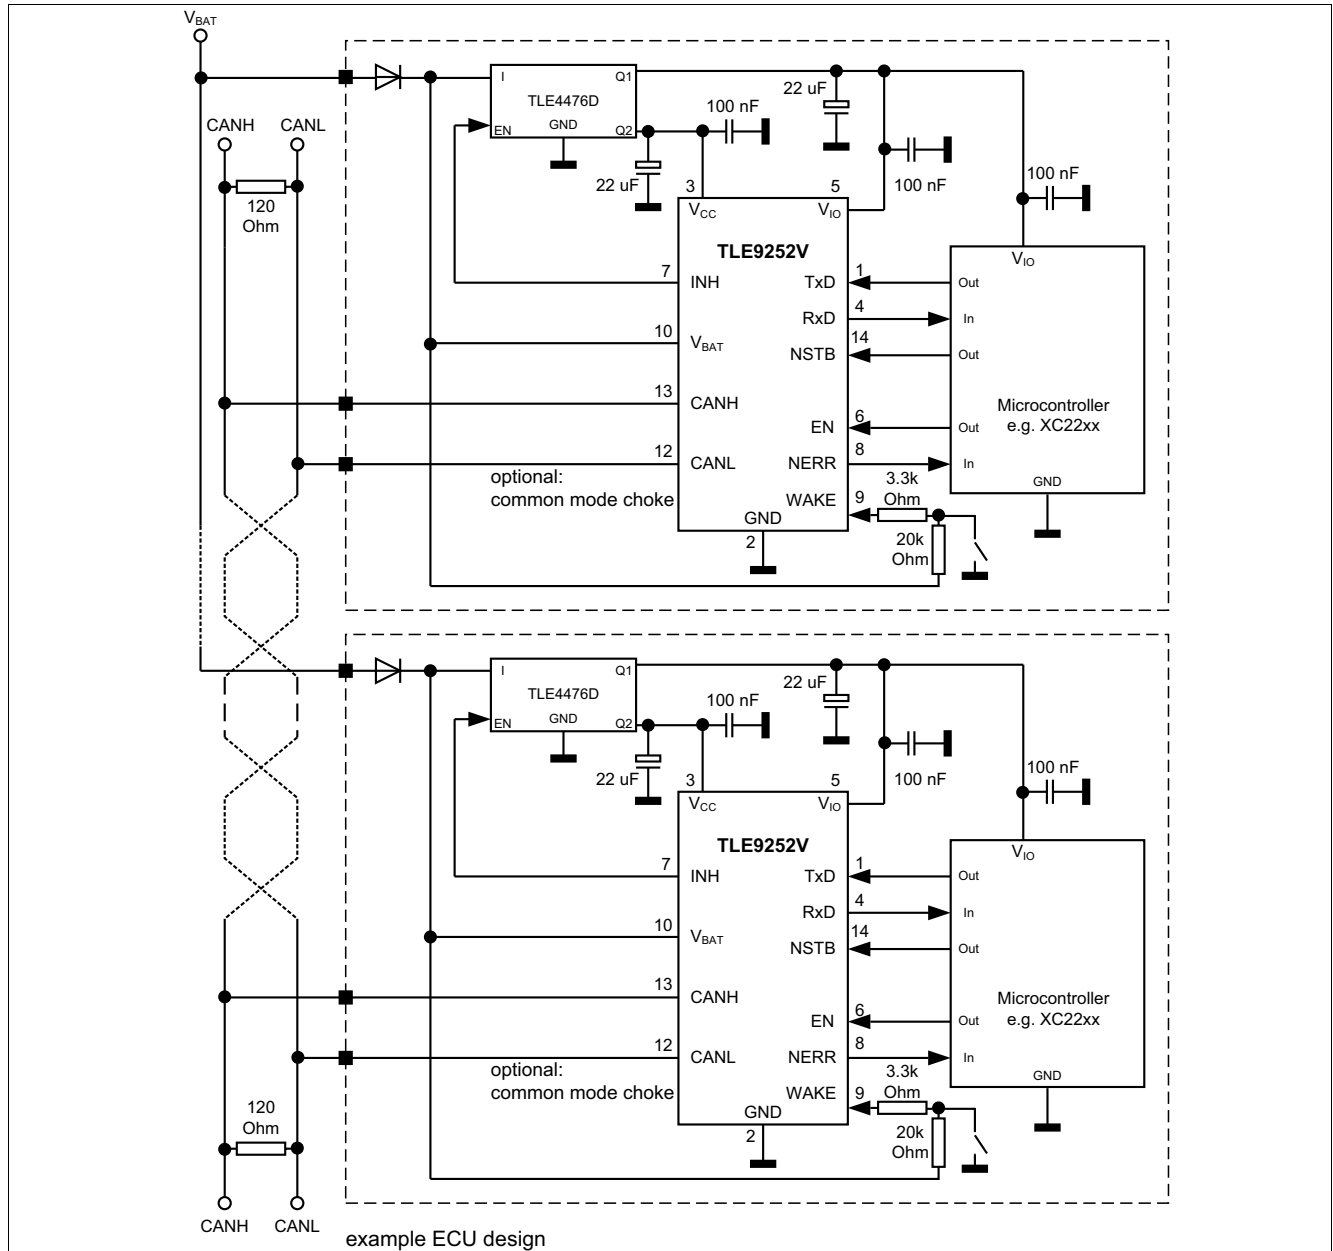 VBAT
CANH CANL
120
Ohm
I Q1
TLE4476D
EN GND Q2
22 uF
100 nF
22 uF
100 nF
100 nF
3 5
VCC VIO
TLE9252V
7 INH
10 VBAT
13 CANH
12 CANL
TxD 1
RxD 4
NSTB 14
EN 6
NERR 8
WAKE 9
GND
2
optional:
common mode choke
3.3k
Ohm
20k
Ohm
VIO
Out
In
Out
Microcontroller
e.g. XC22xx
Out
In
GND
I Q1
TLE4476D
EN GND Q2
22 uF
100 nF
22 uF
100 nF
100 nF
3 5
VCC VIO
TLE9252V
7 INH
10 VBAT
13 CANH
12 CANL
TxD 1
RxD 4
NSTB 14
EN 6
NERR 8
WAKE 9
GND
2
optional:
common mode choke
3.3k
Ohm
20k
Ohm
VIO
Out
In
Out
Microcontroller
e.g. XC22xx
Out
In
GND
120
Ohm
CANH CANL
example ECU design